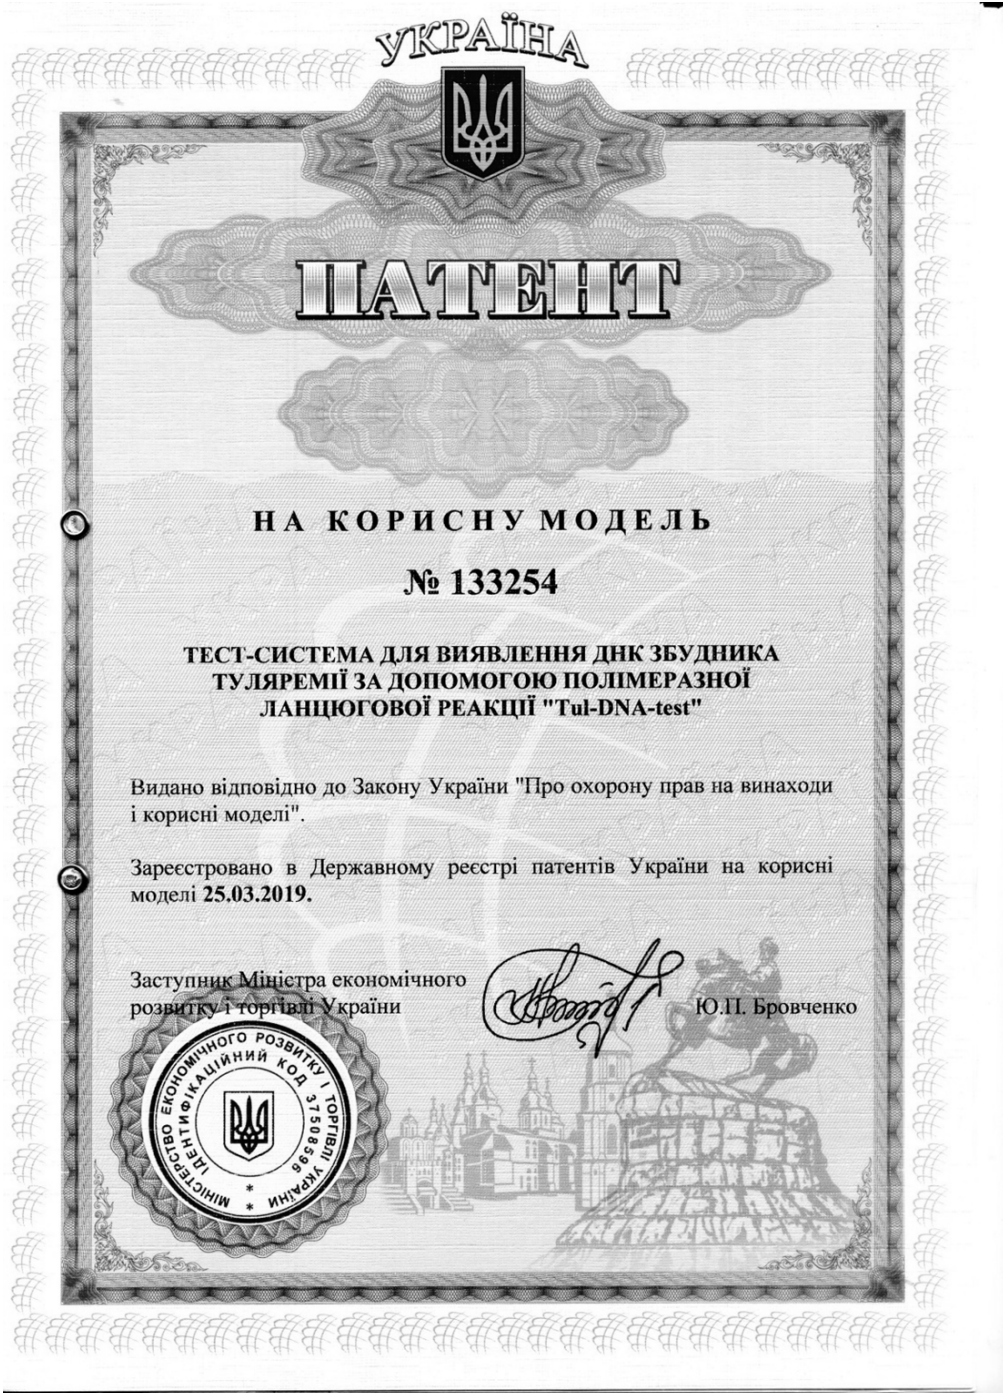 УКРАЇНА
ПАТЕНТ
НА КОРИСНУ МОДЕЛЬ
№ 133254
ТЕСТ-СИСТЕМА ДЛЯ ВИЯВЛЕННЯ ДНК ЗБУДНИКА
ТУЛЯРЕМІЇ ЗА ДОПОМОГОЮ ПОЛІМЕРАЗНОЇ
ЛАНЦЮГОВОЇ РЕАКЦІЇ "Tul-DNA-test"
Видано відповідно до Закону України "Про охорону прав на винаходи
і корисні моделі".
Зареєстровано в Державному реєстрі патентів України на корисні
моделі 25.03.2019.
Заступник Міністра економічного
розвитку і торгівлі України
Ю.П. Бровченко
МІНІСТЕРСТВО ЕКОНОМІЧНОГО РОЗВИТКУ І ТОРГІВЛІ УКРАЇНИ *
ІДЕНТИФІКАЦІЙНИЙ КОД 37508596 *